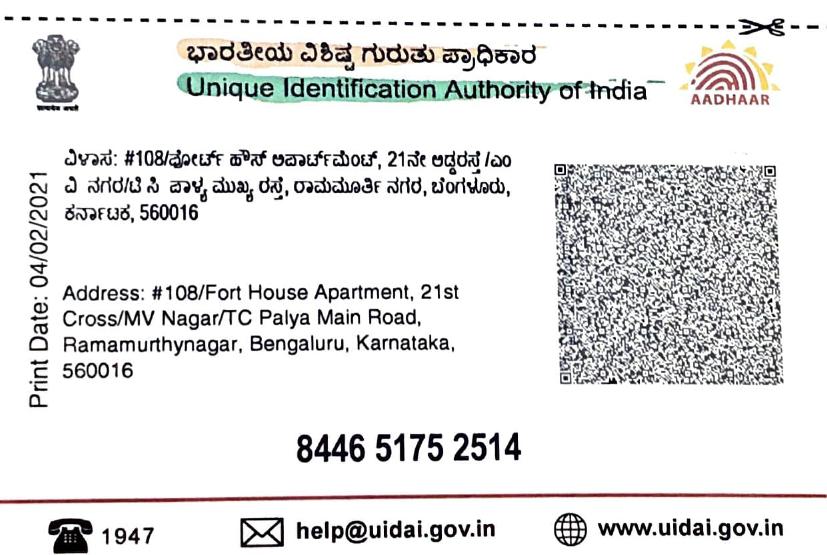 ಭಾರತೀಯ ವಿಶಿಷ್ಟ ಗುರುತು ಪ್ರಾಧಿಕಾರ
Unique Identification Authority of India
AADHAAR
ವಿಳಾಸ: #108/ಫೋರ್ಟ್ ಹೌಸ್ ಅಪಾರ್ಟ್‌ಮೆಂಟ್, 21ನೇ ಅಡ್ಡರಸ್ತೆ/ಎಂ
ವಿ ನಗರ/ಟಿ ಸಿ ಪಾಳ್ಯ ಮುಖ್ಯ ರಸ್ತೆ, ರಾಮಮೂರ್ತಿ ನಗರ, ಬೆಂಗಳೂರು,
ಕರ್ನಾಟಕ, 560016
Print Date: 04/02/2021
Address: #108/Fort House Apartment, 21st
Cross/MV Nagar/TC Palya Main Road,
Ramamurthynagar, Bengaluru, Karnataka,
560016
8446 5175 2514
1947
help@uidai.gov.in
www.uidai.gov.in